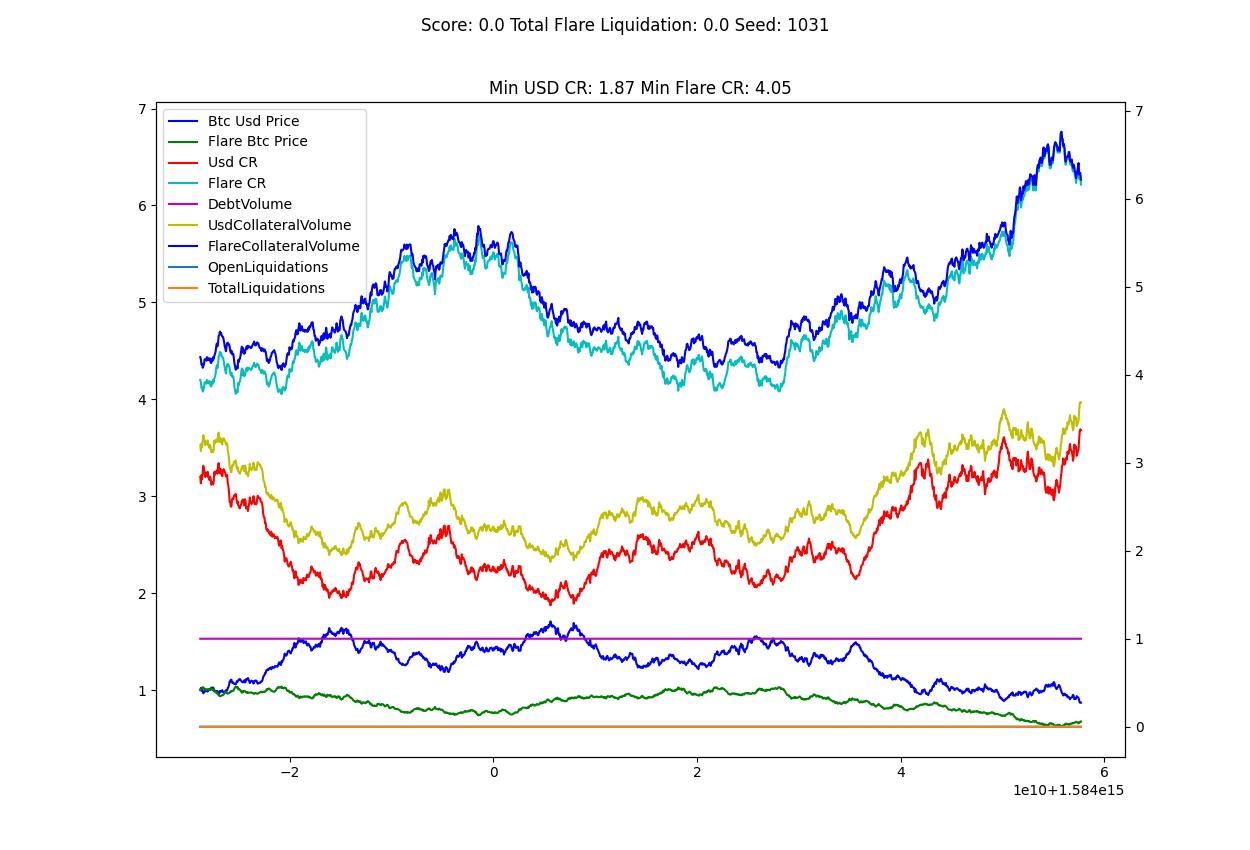 Score: 0.0 Total Flare Liquidation: 0.0 Seed: 1031
Min USD CR: 1.87 Min Flare CR: 4.05
Btc Usd Price
Flare Btc Price
Usd CR
Flare CR
DebtVolume
UsdCollateralVolume
FlareCollateralVolume
OpenLiquidations
TotalLiquidations
7
6
5
4
3
2
1
7
6
5
4
3
2
1
0
−2 0 2 4 6
1e10+1.584e15